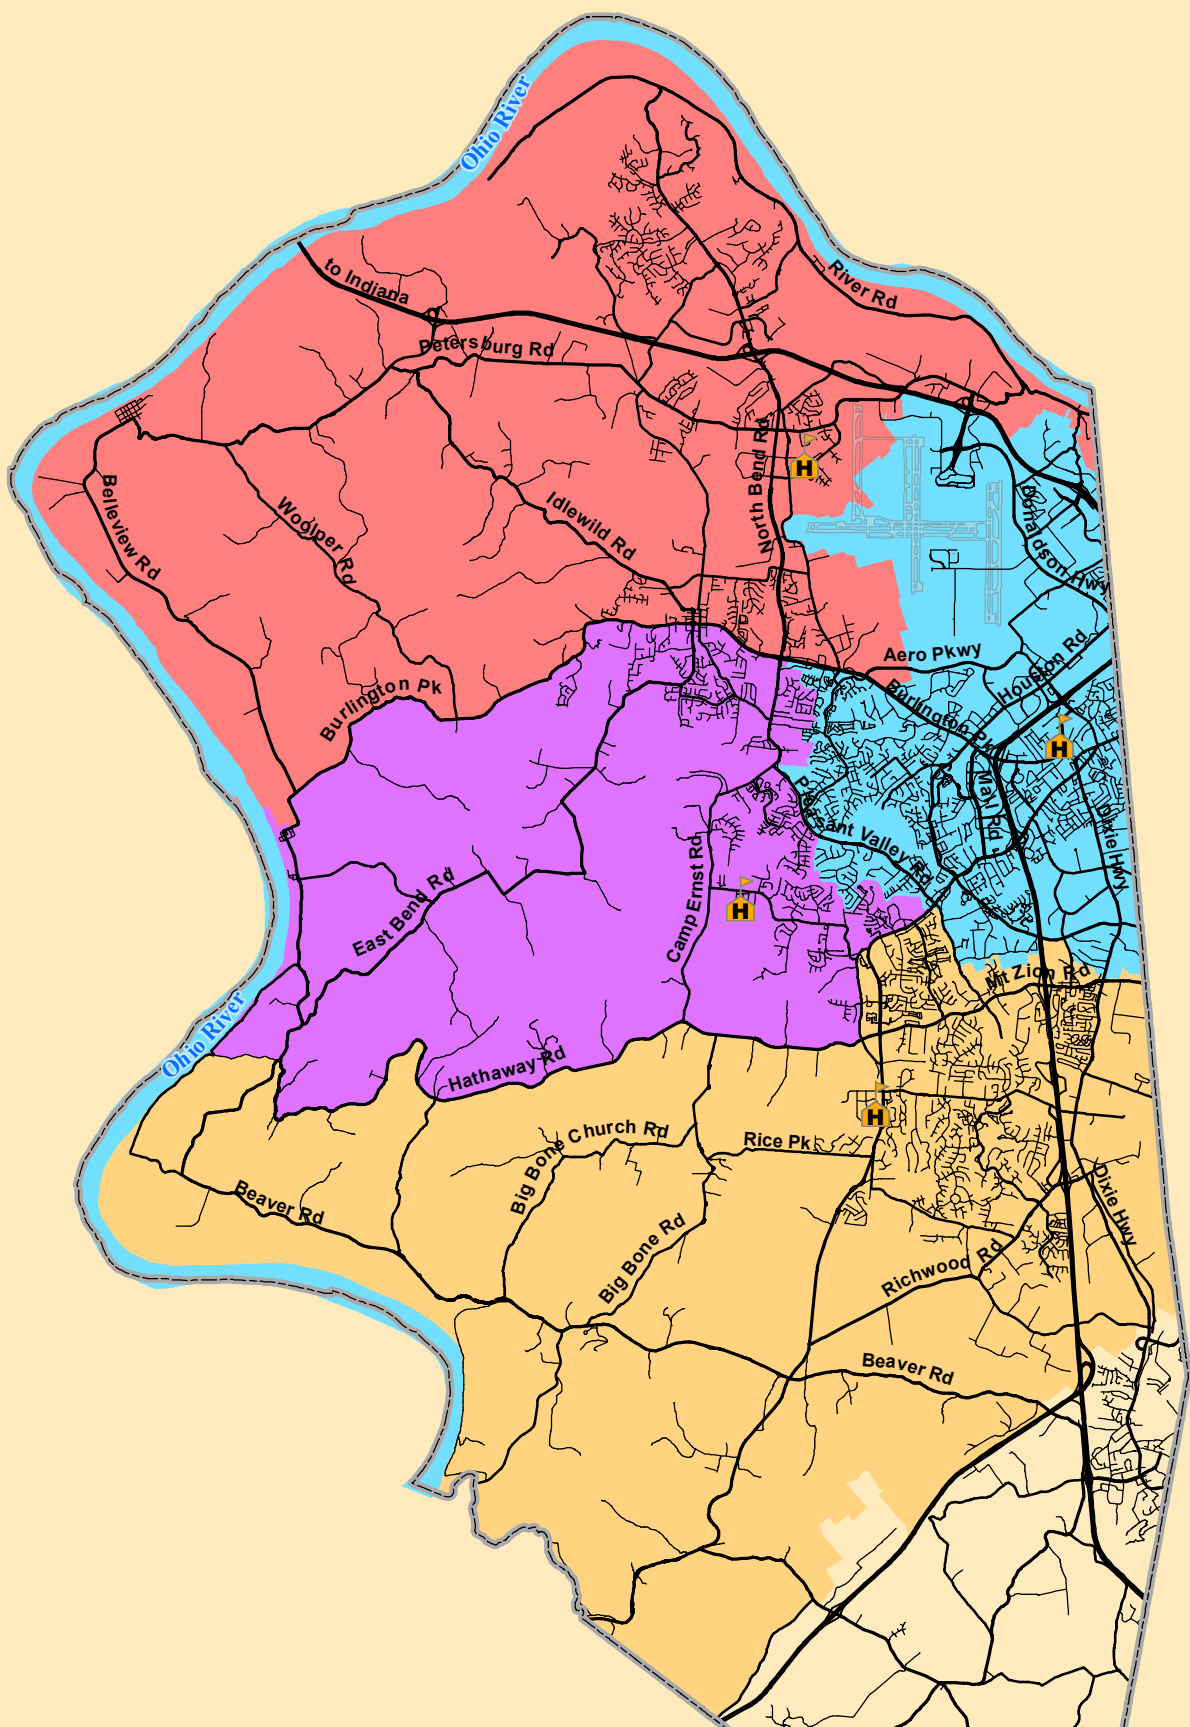 Ohio River
to Indiana
River Rd
Petersburg Rd
North Bend Rd
H
Belleview Rd
Woolper Rd
Idlewild Rd
Donaldson Hwy
Aero Pkwy
Houston Rd
Burlington Pk
Burlington Pk
H
Mall Rd
Pleasant Valley Rd
Dixie Hwy
Camp Ernst Rd
East Bend Rd
H
Mt Zion Rd
Ohio River
Hathaway Rd
H
Big Bone Church Rd
Rice Pk
Beaver Rd
Dixie Hwy
Big Bone Rd
Richwood Rd
Beaver Rd